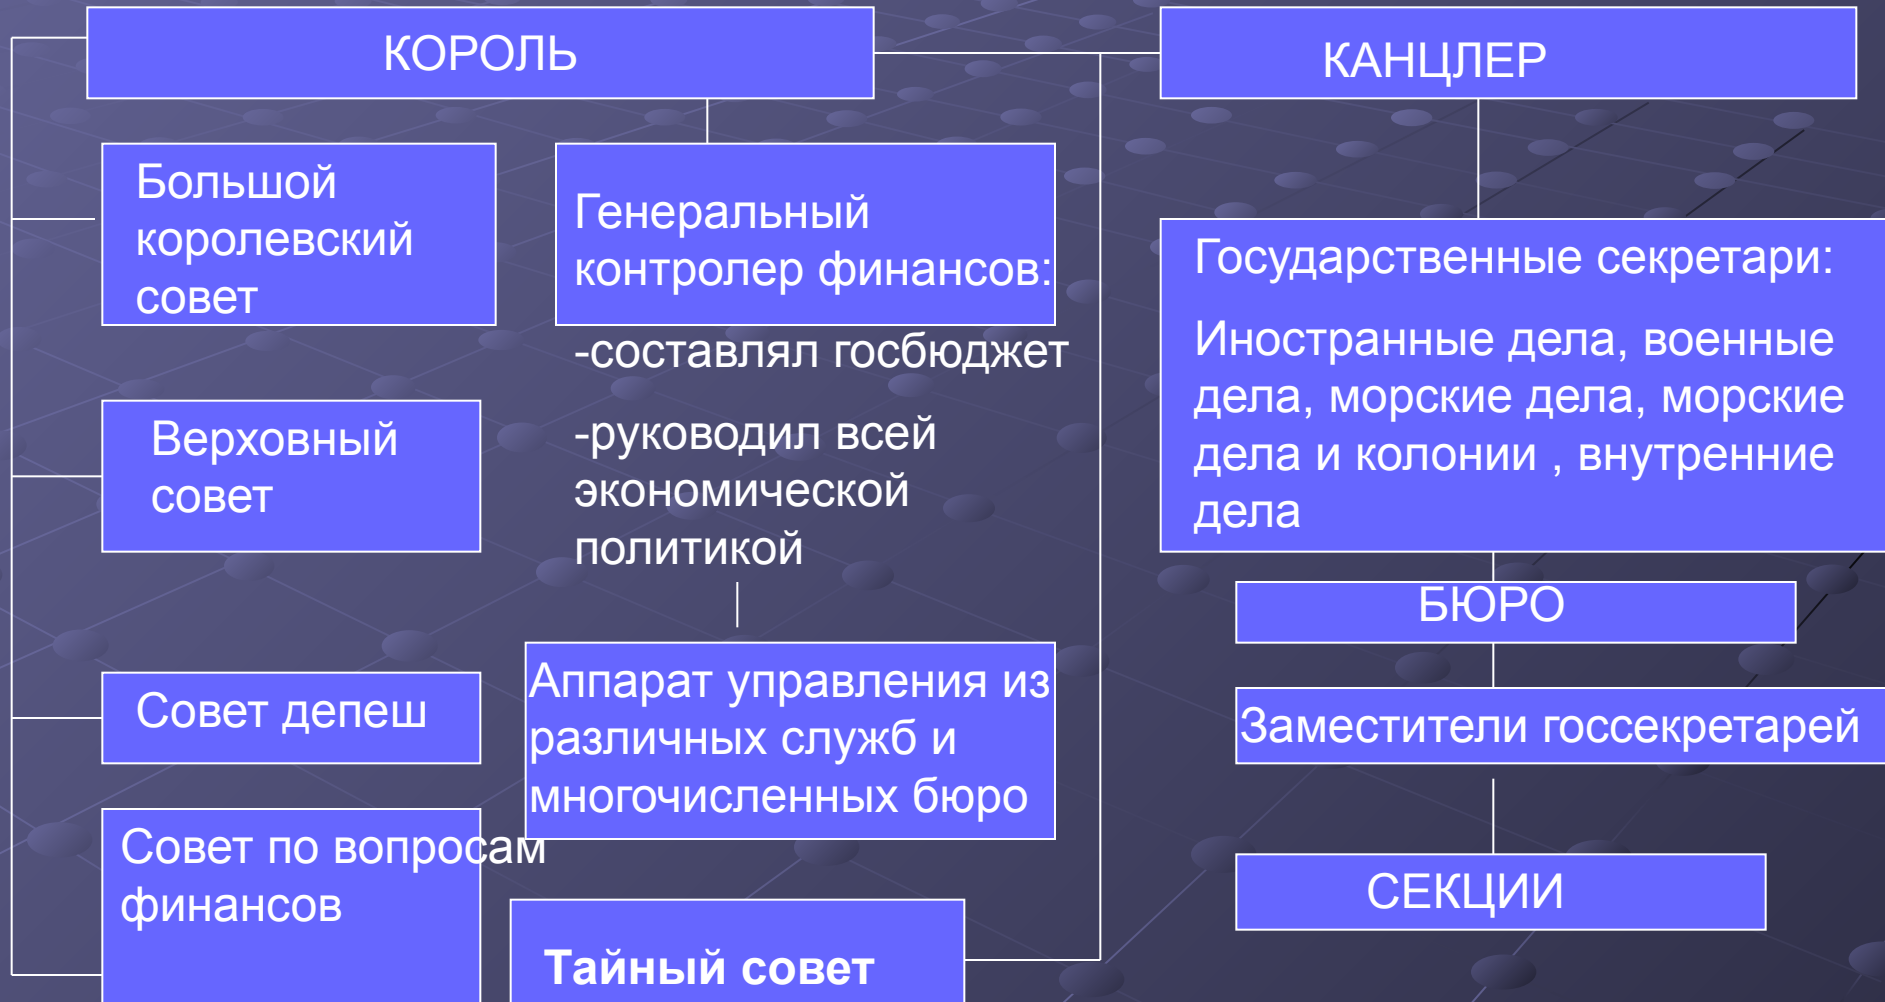 КОРОЛЬ
КАНЦЛЕР
Большой
королевский
совет
Генеральный
контролер финансов:
-составлял госбюджет
-руководил всей
экономической
политикой
Государственные секретари:
Иностранные дела, военные
дела, морские дела, морские
дела и колонии , внутренние
дела
Верховный
совет
БЮРО
Совет депеш
Аппарат управления из
различных служб и
многочисленных бюро
Заместители госсекретарей
Совет по вопросам
финансов
СЕКЦИИ
Тайный совет